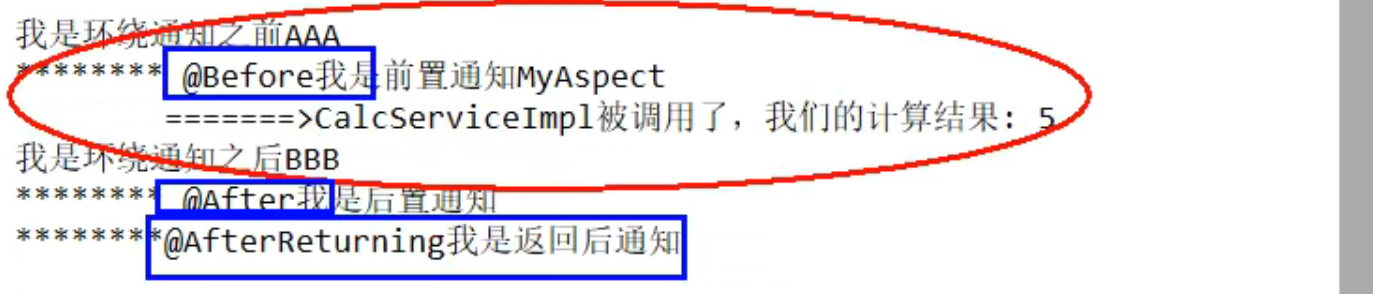 我是环绕通知之前AAA
******** @Before我是前置通知MyAspect
=======>CalcServiceImpl被调用了，我们的计算结果: 5
我是环绕通知之后BBB
******** @After我是后置通知
********@AfterReturning我是返回后通知